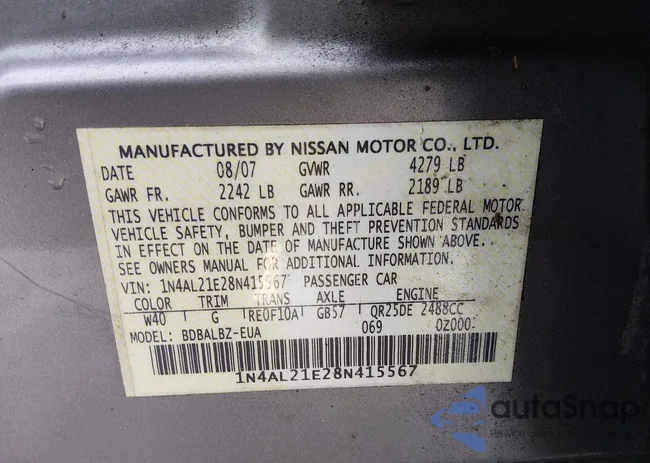 MANUFACTURED BY NISSAN MOTOR CO., LTD.
DATE 08/07 GVWR 4279 LB
GAWR FR. 2242 LB GAWR RR. 2189 LB
THIS VEHICLE CONFORMS TO ALL APPLICABLE FEDERAL MOTOR
VEHICLE SAFETY, BUMPER AND THEFT PREVENTION STANDARDS
IN EFFECT ON THE DATE OF MANUFACTURE SHOWN ABOVE.
SEE OWNERS MANUAL FOR ADDITIONAL INFORMATION.
VIN: 1N4AL21E28N415567 PASSENGER CAR
COLOR TRIM TRANS AXLE ENGINE
W40 G RE0F10A GB57 QR25DE 2488CC
MODEL: BDBALBZ-EUA 069 0Z000
1N4AL21E28N415567
autoSnap